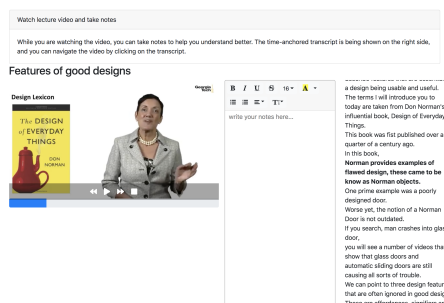 Watch lecture video and take notes
While you are watching the video, you can take notes to help you understand better. The time-anchored transcript is being shown on the right side,
and you can navigate the video by clicking on the transcript.
Features of good designs
Design Lexicon
Georgia
Tech
The DESIGN
of EVERYDAY
THINGS
DON
NORMAN
B I U S 16 A
write your notes here...
a design being usable and useful.
The terms I will introduce you to
today are taken from Don Norman's
influential book, Design of Everyday
Things.
This book was fist published over a
quarter of a century ago.
In this book,
Norman provides examples of
flawed design, these came to be
know as Norman objects.
One prime example was a poorly
designed door.
Worse yet, the notion of a Norman
Door is not outdated.
If you search, man crashes into glas
door,
you will see a number of videos tha
show that glass doors and
automatic sliding doors are still
causing all sorts of trouble.
We can point to three design featur
that are often ignored in good desig